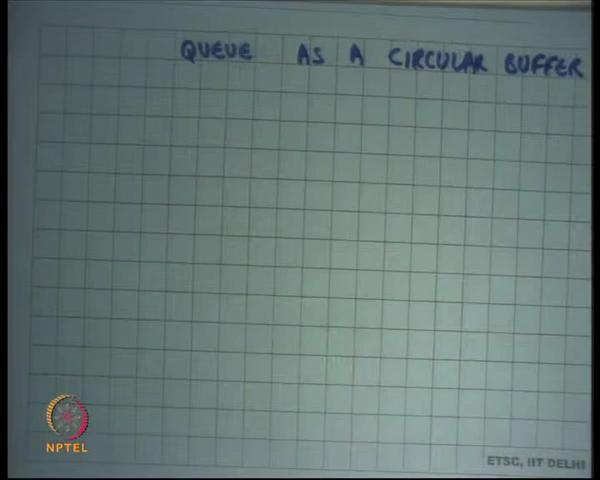 QUEUE AS A CIRCULAR BUFFER
NPTEL
ETSC, IIT DELHI